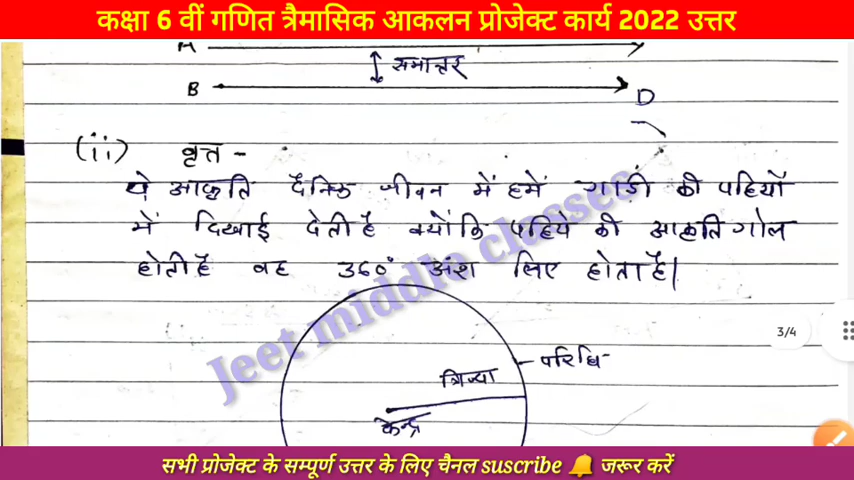 कक्षा 6 वीं गणित त्रैमासिक आकलन प्रोजेक्ट कार्य 2022 उत्तर
A
समान्तर
B
D
(ii) वृत्त -
ये आकृति दैनिक जीवन में हमें गाड़ी की पहियों
में दिखाई देती है क्योंकि पहिये की आकृति गोल
होती है वह 360° अंश लिए होता है|
Jeet middle classes
3/4
परिधि
त्रिज्या
केन्द्र
सभी प्रोजेक्ट के सम्पूर्ण उत्तर के लिए चैनल suscribe 🔔 जरूर करें